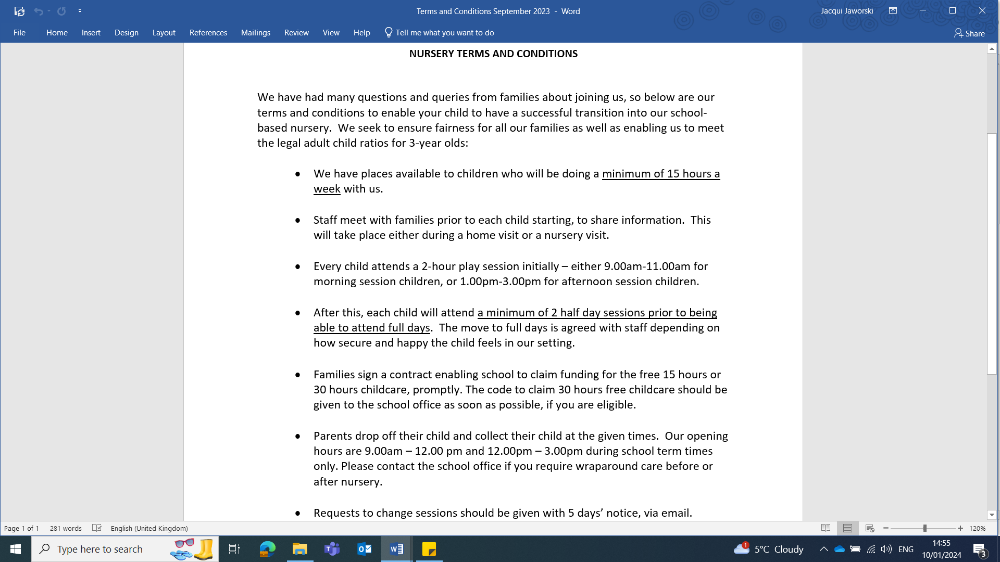 Terms and Conditions September 2023 - Word
Jacqui Jaworski
File Home Insert Design Layout References Mailings Review View Help Tell me what you want to do
Share
NURSERY TERMS AND CONDITIONS
We have had many questions and queries from families about joining us, so below are our
terms and conditions to enable your child to have a successful transition into our school-
based nursery.  We seek to ensure fairness for all our families as well as enabling us to meet
the legal adult child ratios for 3-year olds:
• We have places available to children who will be doing a minimum of 15 hours a
week with us.
• Staff meet with families prior to each child starting, to share information.  This
will take place either during a home visit or a nursery visit.
• Every child attends a 2-hour play session initially – either 9.00am-11.00am for
morning session children, or 1.00pm-3.00pm for afternoon session children.
• After this, each child will attend a minimum of 2 half day sessions prior to being
able to attend full days.  The move to full days is agreed with staff depending on
how secure and happy the child feels in our setting.
• Families sign a contract enabling school to claim funding for the free 15 hours or
30 hours childcare, promptly. The code to claim 30 hours free childcare should be
given to the school office as soon as possible, if you are eligible.
• Parents drop off their child and collect their child at the given times.  Our opening
hours are 9.00am – 12.00 pm and 12.00pm – 3.00pm during school term times
only. Please contact the school office if you require wraparound care before or
after nursery.
• Requests to change sessions should be given with 5 days’ notice, via email.
Page 1 of 1 281 words English (United Kingdom) 120%
Type here to search
1 5°C Cloudy ENG
14:55
10/01/2024
3